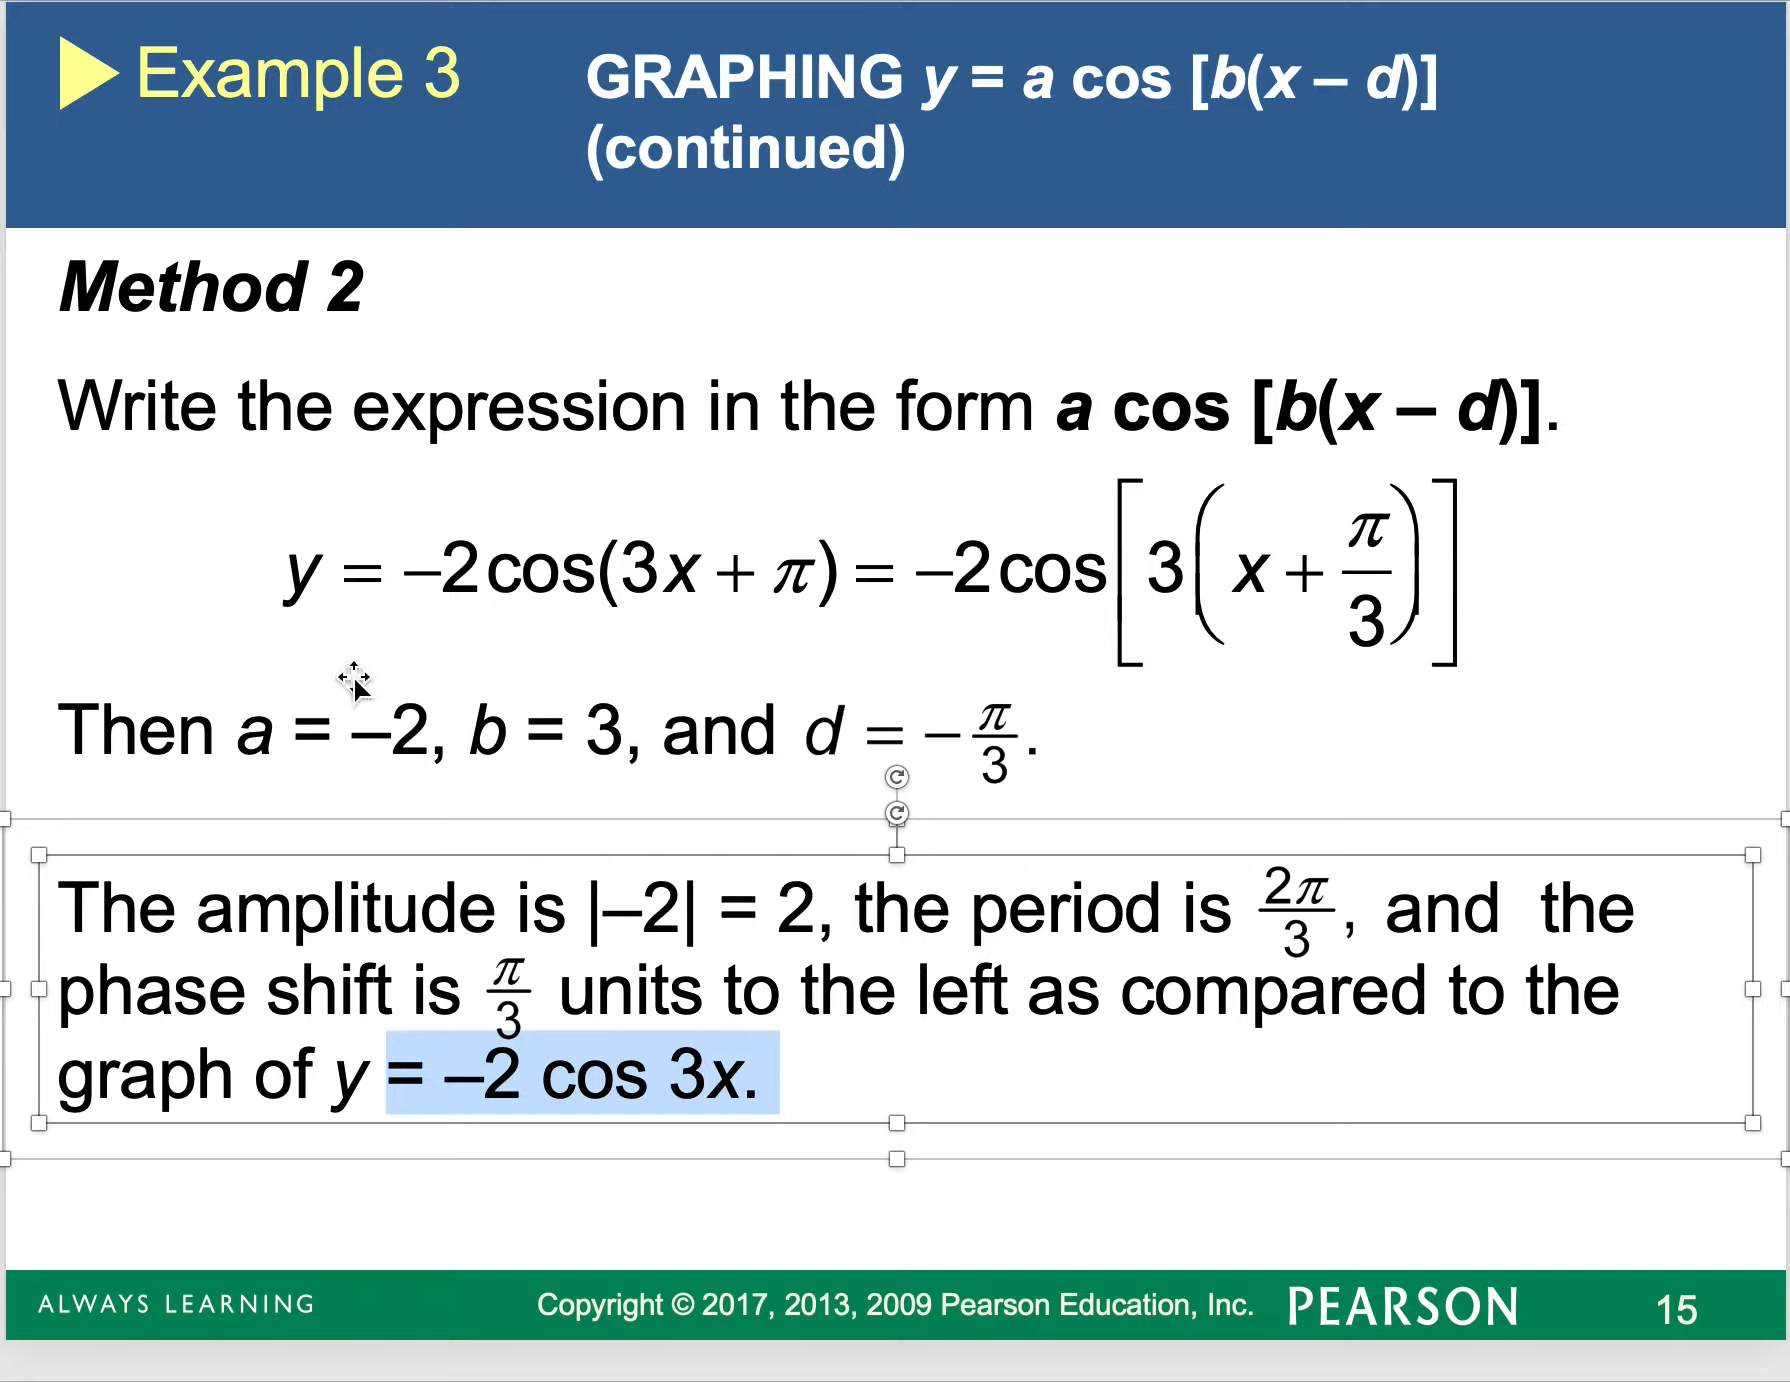 Example 3
GRAPHING y = a cos [b(x – d)]
(continued)
Method 2
Write the expression in the form a cos [b(x – d)].
y = –2cos(3x + π) = –2cos[3(x + π/3)]
Then a = –2, b = 3, and d = –π/3.
The amplitude is |–2| = 2, the period is 2π/3, and the
phase shift is π/3 units to the left as compared to the
graph of y = –2 cos 3x.
ALWAYS LEARNING
Copyright © 2017, 2013, 2009 Pearson Education, Inc.
PEARSON
15